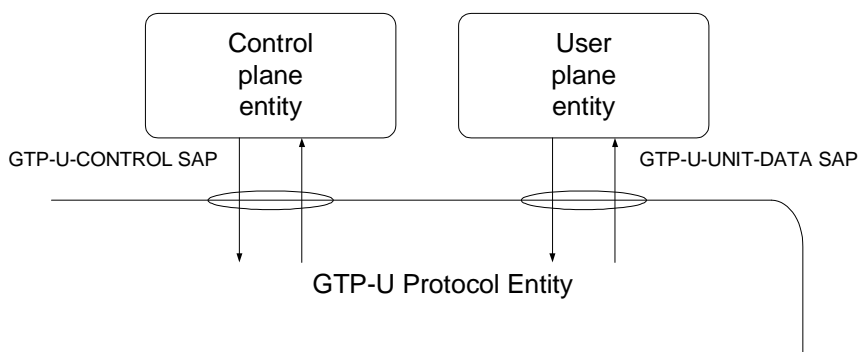 Control
plane
entity
User
plane
entity
GTP-U-CONTROL SAP
GTP-U-UNIT-DATA SAP
GTP-U Protocol Entity